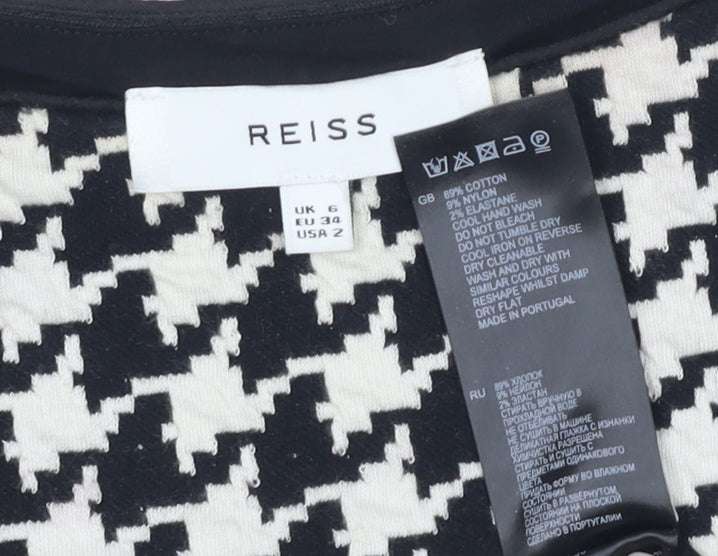 REISS
UK 6
EU 34
USA 2
GB 89% COTTON
9% NYLON
2% ELASTANE
COOL HAND WASH
DO NOT BLEACH
DO NOT TUMBLE DRY
COOL IRON ON REVERSE
DRY CLEANABLE
WASH AND DRY WITH
SIMILAR COLOURS
RESHAPE WHILST DAMP
DRY FLAT
MADE IN PORTUGAL
RU 89% ХЛОПОК
9% НЕЙЛОН
2% ЭЛАСТАН
СТИРАТЬ ВРУЧНУЮ В
ПРОХЛАДНОЙ ВОДЕ
НЕ ОТБЕЛИВАТЬ
НЕ СУШИТЬ В МАШИНЕ
ДЕЛИКАТНАЯ ГЛАЖКА С ИЗНАНКИ
ХИМЧИСТКА РАЗРЕШЕНА
СТИРАТЬ И СУШИТЬ С
ПРЕДМЕТАМИ ОДИНАКОВОГО
ЦВЕТА
ПРИДАТЬ ФОРМУ ВО ВЛАЖНОМ
СОСТОЯНИИ
СУШИТЬ В РАЗВЁРНУТОМ
СОСТОЯНИИ НА ПЛОСКОЙ
ПОВЕРХНОСТИ
СДЕЛАНО В ПОРТУГАЛИИ